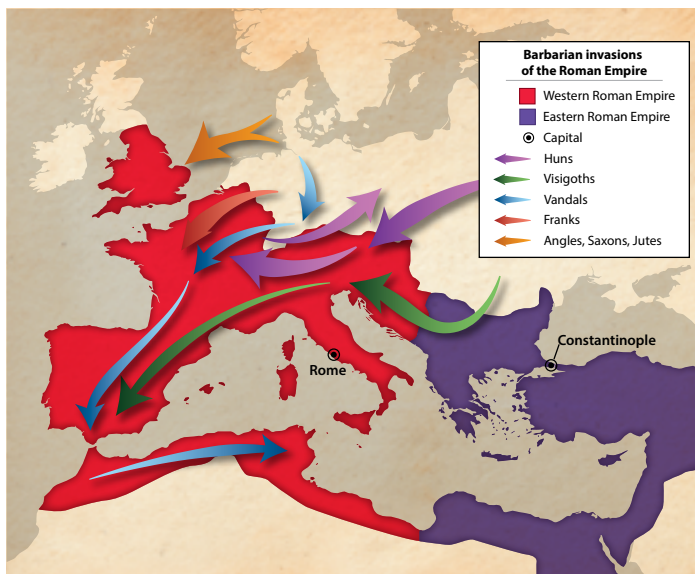 Barbarian invasions
of the Roman Empire
Western Roman Empire
Eastern Roman Empire
Capital
Huns
Visigoths
Vandals
Franks
Angles, Saxons, Jutes
Constantinople
Rome